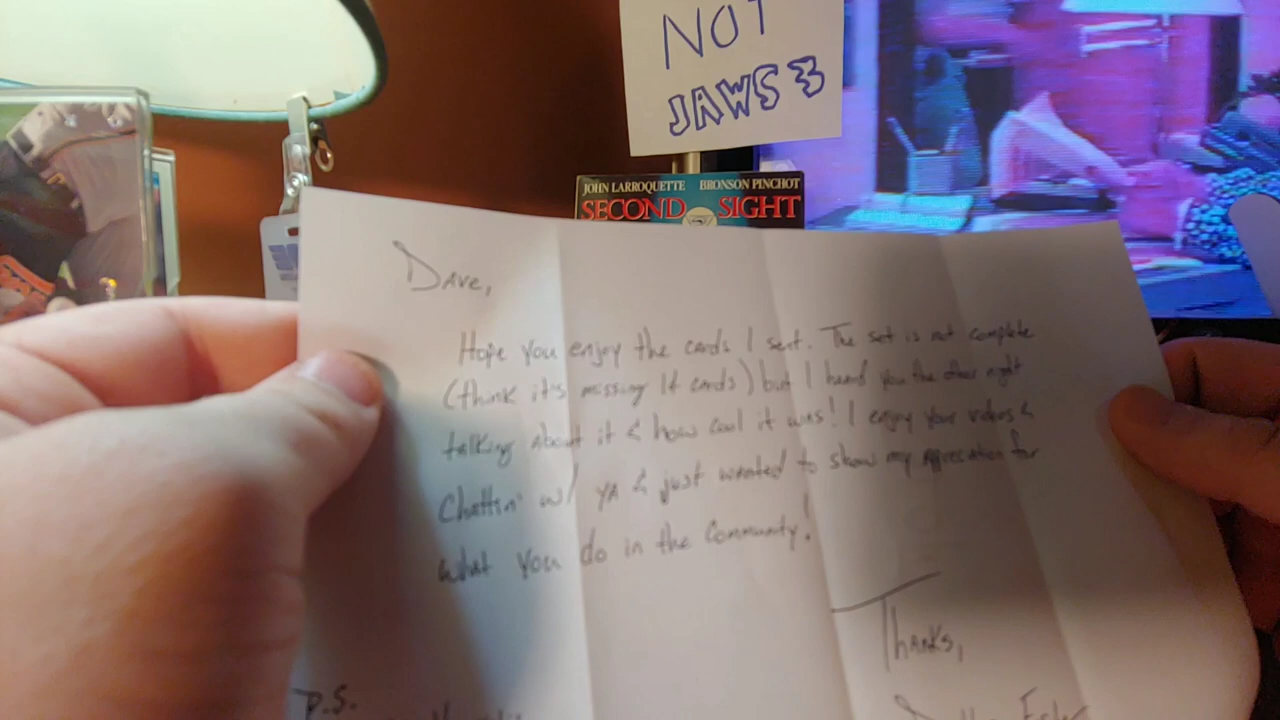 NOT
JAWS 3
JOHN LARROQUETTE BRONSON PINCHOT
SECOND SIGHT
Dave,
Hope you enjoy the cards I sent. The set is not complete
(think it's missing 14 cards) but I heard you the other night
talking about it & how cool it was! I enjoy your videos &
Chattin' w/ ya & just wanted to show my appreciation for
what you do in the Community!
Thanks,
P.S.